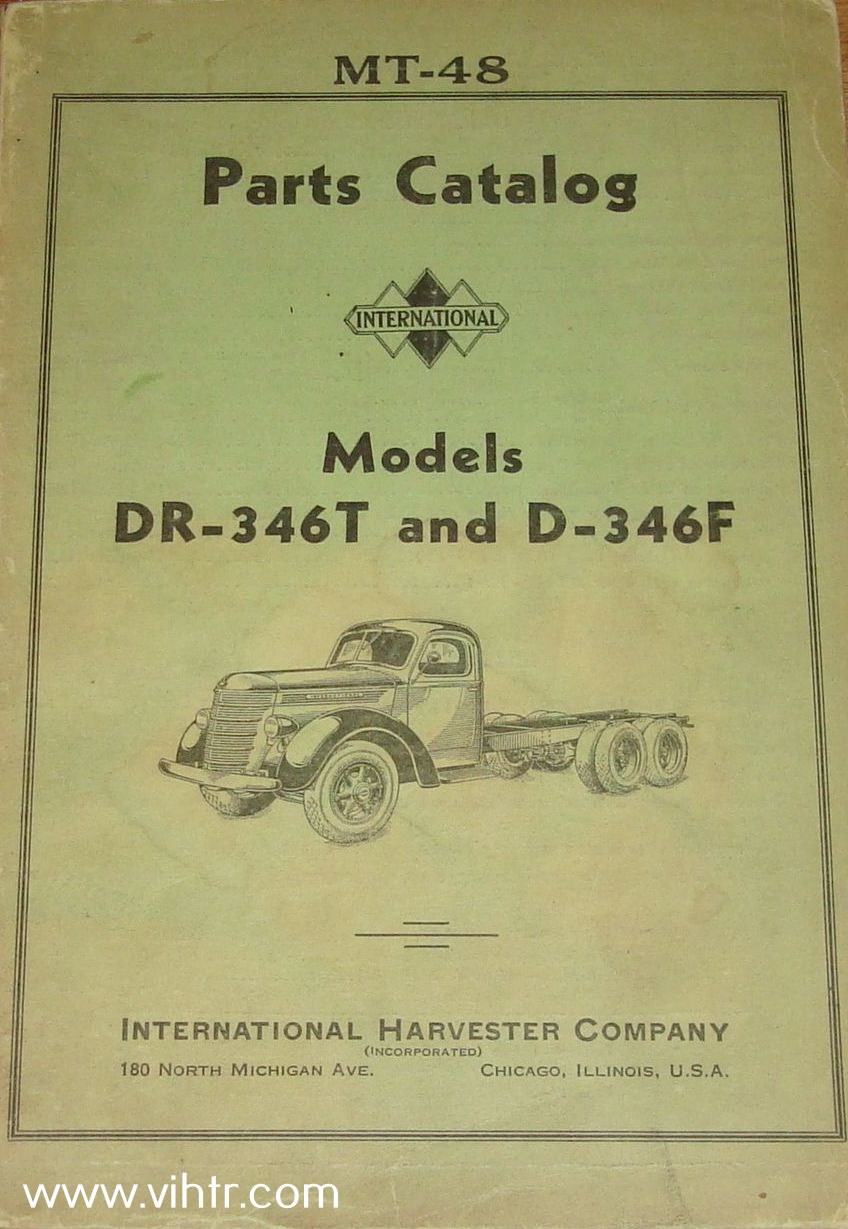 MT-48
Parts Catalog
INTERNATIONAL
Models
DR-346T and D-346F
INTERNATIONAL
INTERNATIONAL HARVESTER COMPANY
(INCORPORATED)
180 NORTH MICHIGAN AVE. CHICAGO, ILLINOIS, U.S.A.
www.vihtr.com